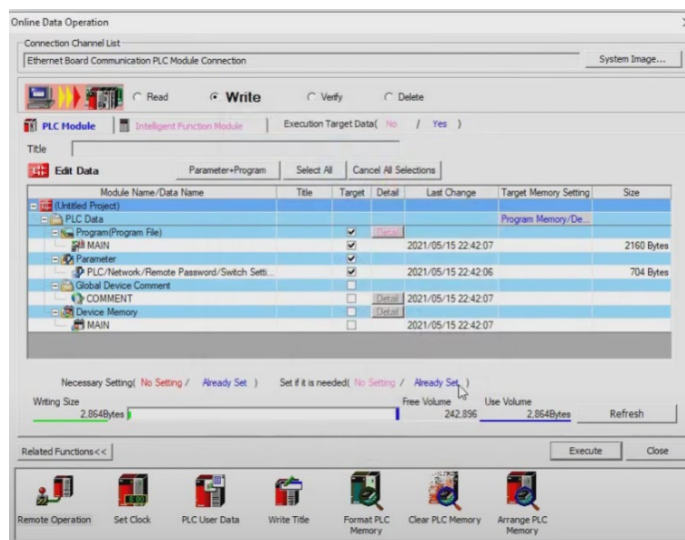 Online Data Operation
Connection Channel List
Ethernet Board Communication PLC Module Connection
System Image...
Read Write Verify Delete
PLC Module Intelligent Function Module Execution Target Data( No / Yes )
Title
Edit Data Parameter+Program Select All Cancel All Selections
Module Name/Data Name Title Target Detail Last Change Target Memory Setting Size
(Untitled Project)
PLC Data Program Memory/De...
Program(Program File) Detail
MAIN 2021/05/15 22:42:07 2160 Bytes
Parameter
PLC/Network/Remote Password/Switch Setti... 2021/05/15 22:42:06 704 Bytes
Global Device Comment
COMMENT Detail 2021/05/15 22:42:07
Device Memory Detail
MAIN 2021/05/15 22:42:07
Necessary Setting( No Setting / Already Set ) Set if it is needed( No Setting / Already Set )
Writing Size Free Volume Use Volume
2,864Bytes 242,896 2,864Bytes Refresh
Related Functions<< Execute Close
Remote Operation Set Clock PLC User Data Write Title Format PLC Memory Clear PLC Memory Arrange PLC Memory